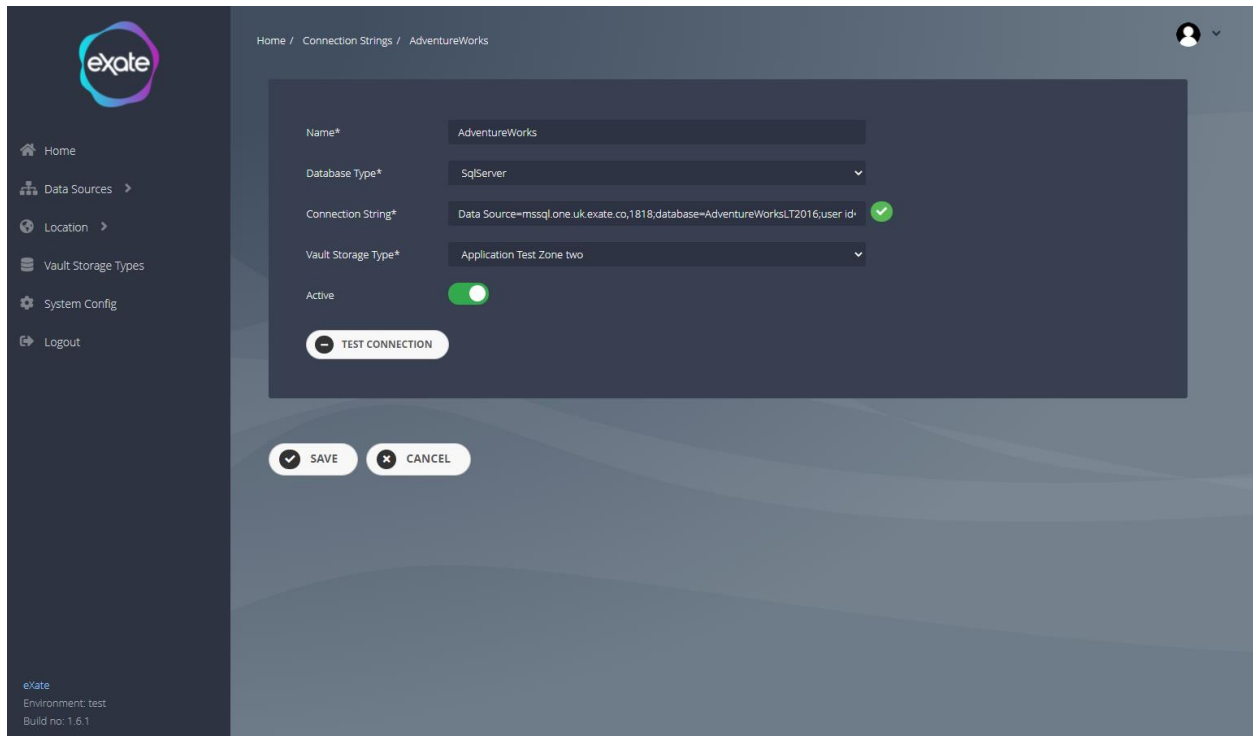 eXate
Home
Data Sources
Location
Vault Storage Types
System Config
Logout
eXate
Environment: test
Build no: 1.6.1
Home / Connection Strings / AdventureWorks
Name* AdventureWorks
Database Type* SqlServer
Connection String* Data Source=mssql.one.uk.exate.co,1818;database=AdventureWorksLT2016;user id
Vault Storage Type* Application Test Zone two
Active
TEST CONNECTION
SAVE CANCEL